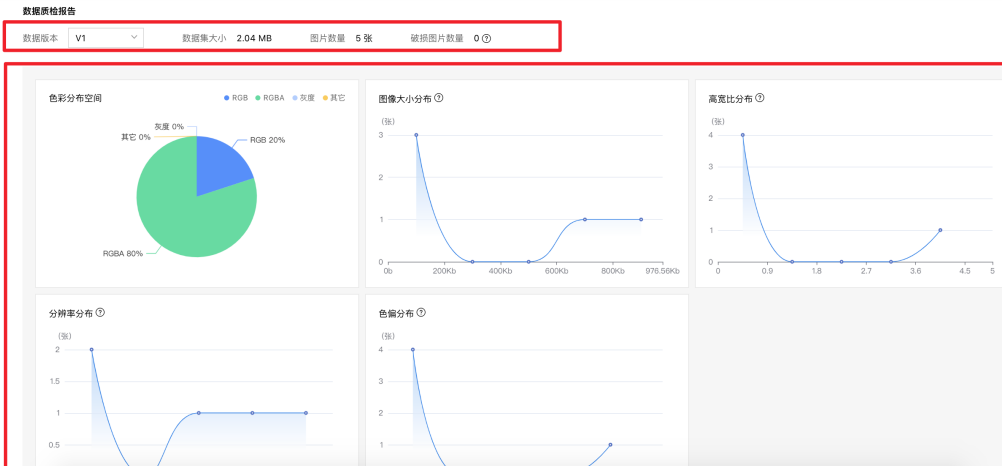 数据质检报告
数据版本 V1 数据集大小 2.04 MB 图片数量 5 张 破损图片数量 0 ?
色彩分布空间
RGB RGBA 灰度 其它
灰度 0%
其它 0%
RGB 20%
RGBA 80%
图像大小分布 ?
(张)
3
2
1
0
0b 200Kb 400Kb 600Kb 800Kb 976.56Kb
高宽比分布 ?
(张)
4
3
2
1
0
0 0.9 1.8 2.7 3.6 4.5 5
分辨率分布 ?
(张)
2
1.5
1
0.5
色偏分布 ?
(张)
4
3
2
1